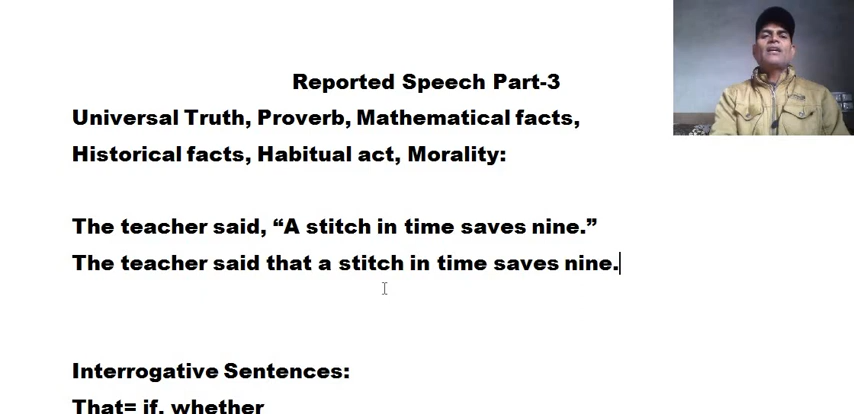 Reported Speech Part-3
Universal Truth, Proverb, Mathematical facts,
Historical facts, Habitual act, Morality:
The teacher said, “A stitch in time saves nine.”
The teacher said that a stitch in time saves nine.
Interrogative Sentences:
That= if, whether